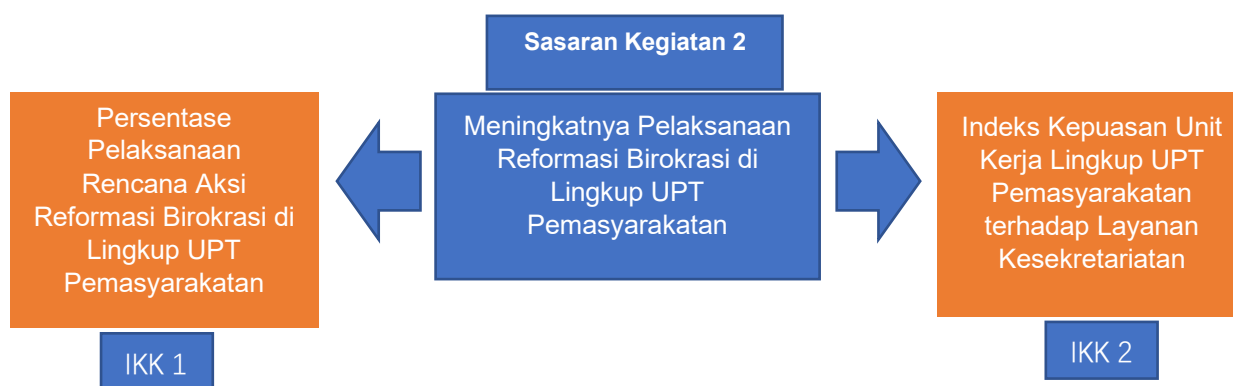 Sasaran Kegiatan 2
Persentase
Pelaksanaan
Rencana Aksi
Reformasi Birokrasi di
Lingkup UPT
Pemasyarakatan
IKK 1
Meningkatnya Pelaksanaan
Reformasi Birokrasi di
Lingkup UPT
Pemasyarakatan
Indeks Kepuasan Unit
Kerja Lingkup UPT
Pemasyarakatan
terhadap Layanan
Kesekretariatan
IKK 2